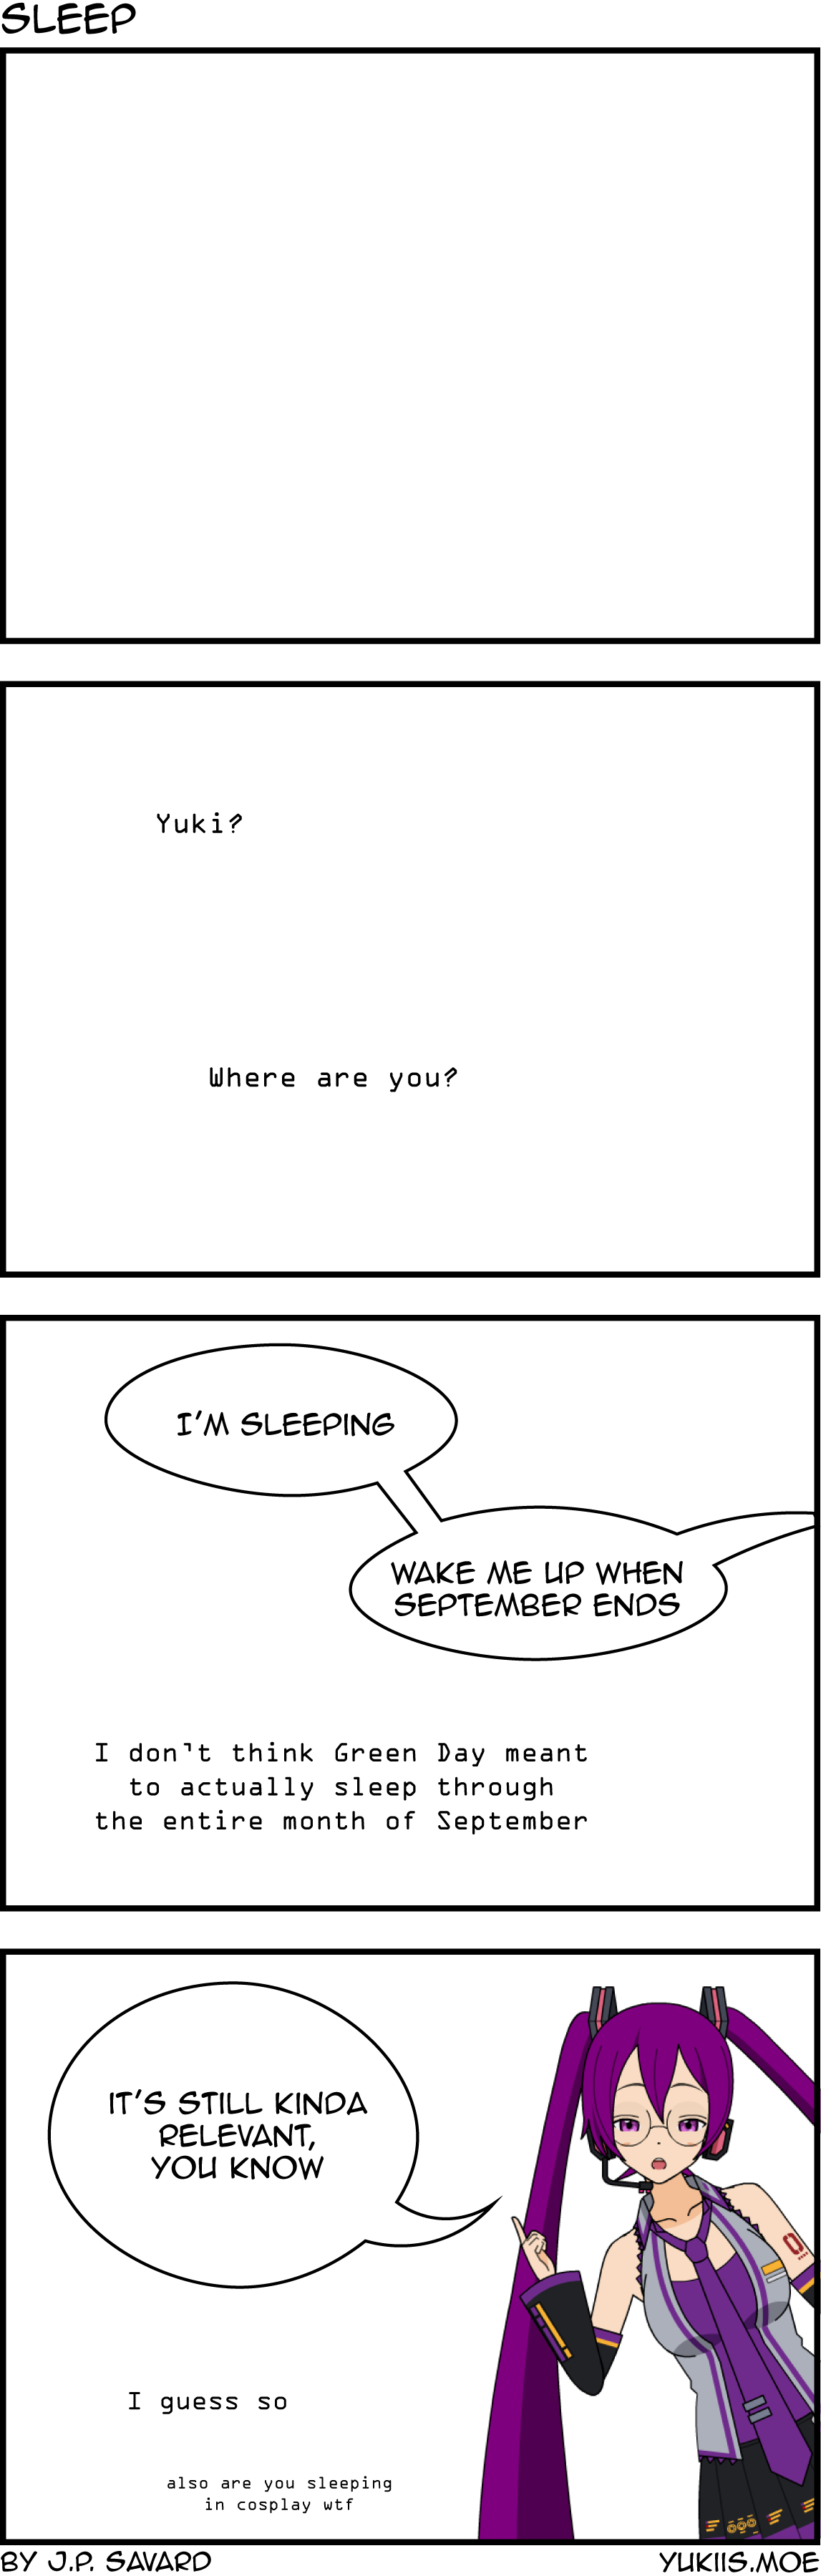 SLEEP
Yuki?
Where are you?
I'M SLEEPING
WAKE ME UP WHEN
SEPTEMBER ENDS
I don't think Green Day meant
to actually sleep through
the entire month of September
IT'S STILL KINDA
RELEVANT,
YOU KNOW
0
I guess so
also are you sleeping
in cosplay wtf
BY J.P. SAVARD
YUKIIS.MOE